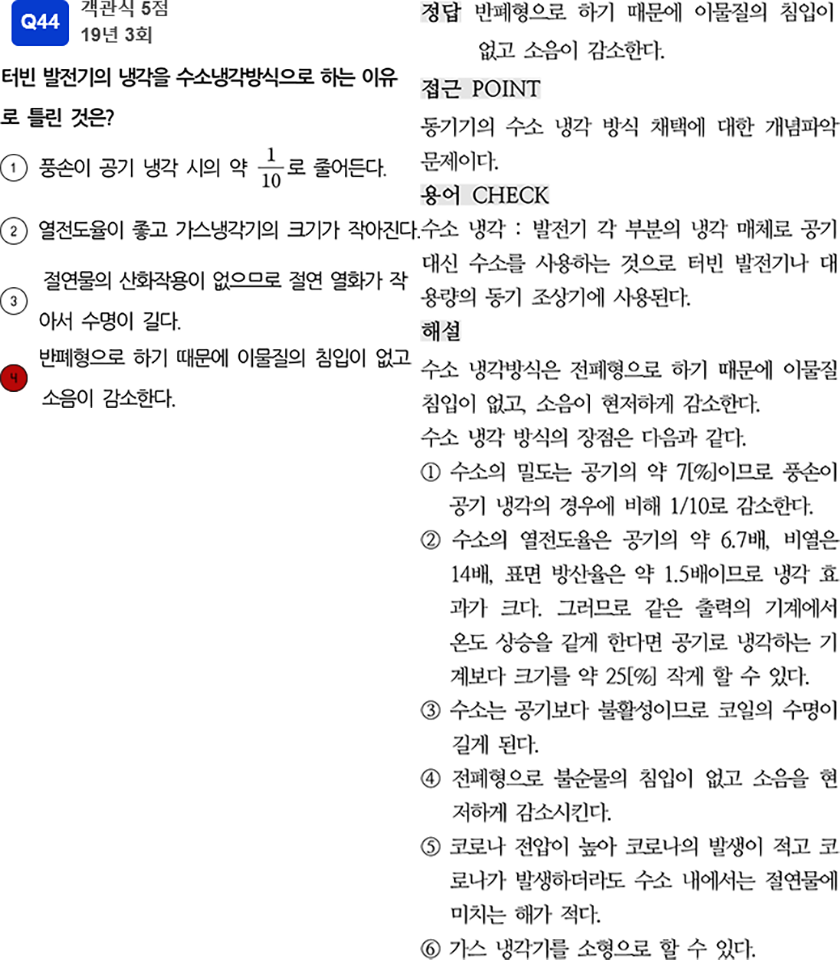 Q44
객관식 5점
19년 3회
터빈 발전기의 냉각을 수소냉각방식으로 하는 이유
로 틀린 것은?
① 풍손이 공기 냉각 시의 약 1/10로 줄어든다.
② 열전도율이 좋고 가스냉각기의 크기가 작아진다.
③ 절연물의 산화작용이 없으므로 절연 열화가 작
아서 수명이 길다.
④ 반폐형으로 하기 때문에 이물질의 침입이 없고
소음이 감소한다.
정답 반폐형으로 하기 때문에 이물질의 침입이
없고 소음이 감소한다.
접근 POINT
동기기의 수소 냉각 방식 채택에 대한 개념파악
문제이다.
용어 CHECK
수소 냉각 : 발전기 각 부분의 냉각 매체로 공기
대신 수소를 사용하는 것으로 터빈 발전기나 대
용량의 동기 조상기에 사용된다.
해설
수소 냉각방식은 전폐형으로 하기 때문에 이물질
침입이 없고, 소음이 현저하게 감소한다.
수소 냉각 방식의 장점은 다음과 같다.
① 수소의 밀도는 공기의 약 7[%]이므로 풍손이
공기 냉각의 경우에 비해 1/10로 감소한다.
② 수소의 열전도율은 공기의 약 6.7배, 비열은
14배, 표면 방산율은 약 1.5배이므로 냉각 효
과가 크다. 그러므로 같은 출력의 기계에서
온도 상승을 같게 한다면 공기로 냉각하는 기
계보다 크기를 약 25[%] 작게 할 수 있다.
③ 수소는 공기보다 불활성이므로 코일의 수명이
길게 된다.
④ 전폐형으로 불순물의 침입이 없고 소음을 현
저하게 감소시킨다.
⑤ 코로나 전압이 높아 코로나의 발생이 적고 코
로나가 발생하더라도 수소 내에서는 절연물에
미치는 해가 적다.
⑥ 가스 냉각기를 소형으로 할 수 있다.